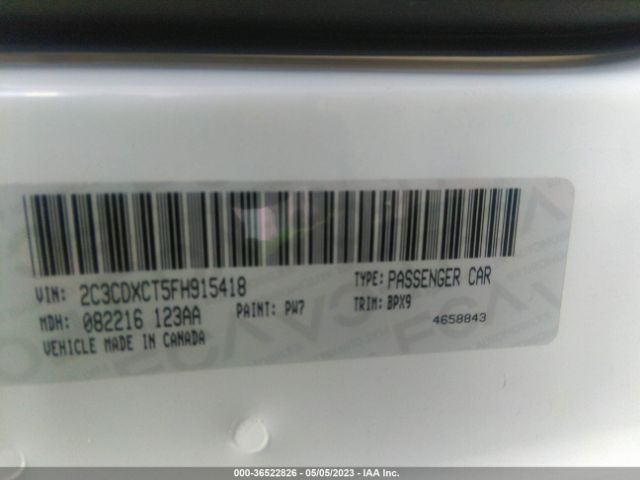 VIN: 2C3CDXCT5FH915418 TYPE: PASSENGER CAR
MDH: 082216 123AA PAINT: PW7 TRIM: BPX9
4658843
VEHICLE MADE IN CANADA
000-36522826 - 05/05/2023 - IAA Inc.